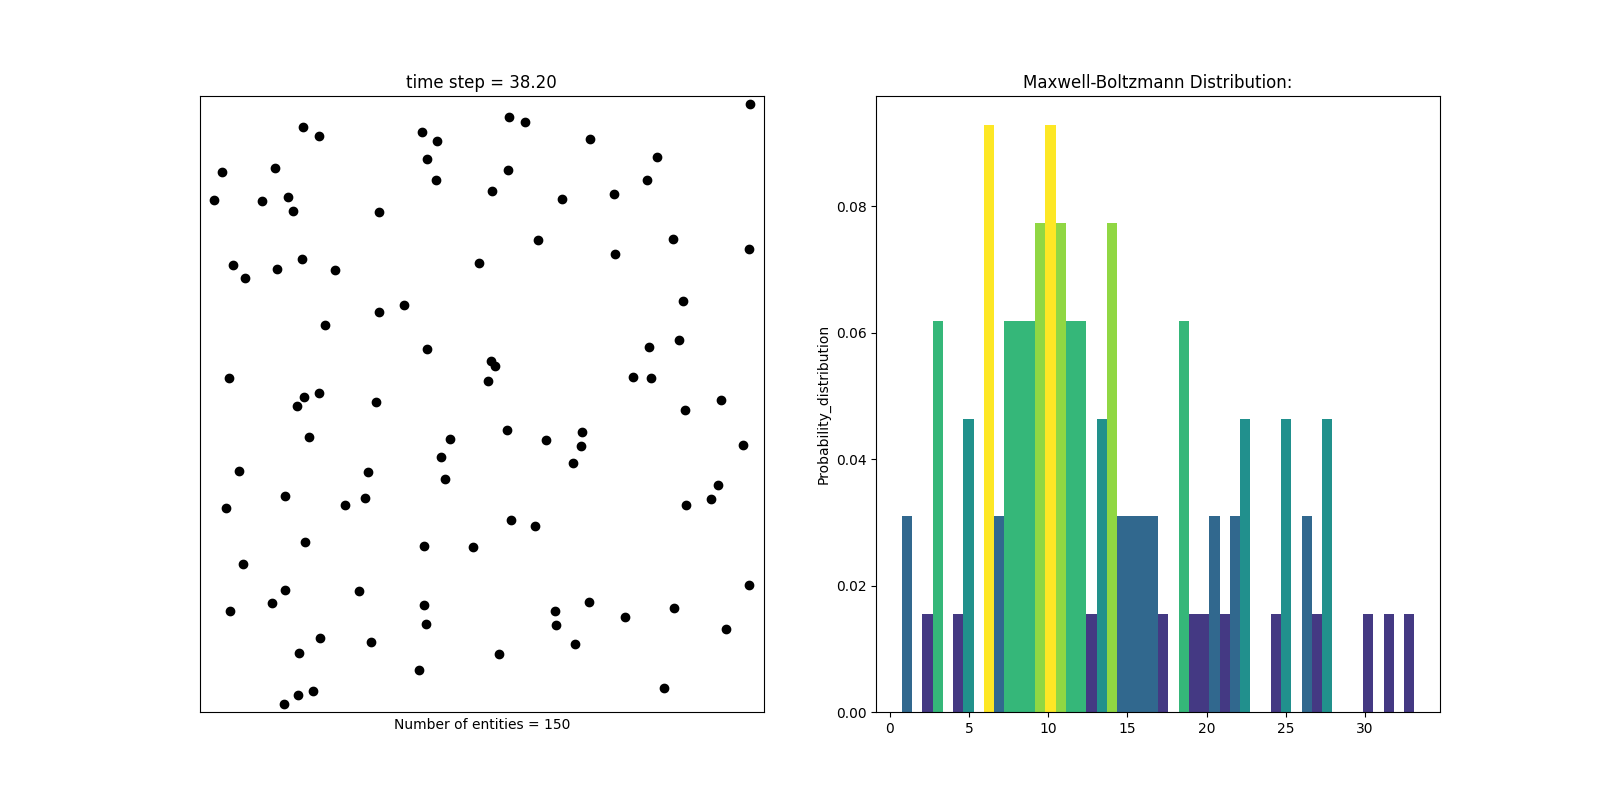 time step = 38.20
Number of entities = 150
Maxwell-Boltzmann Distribution:
Probability_distribution
0.08
0.06
0.04
0.02
0.00
0 5 10 15 20 25 30